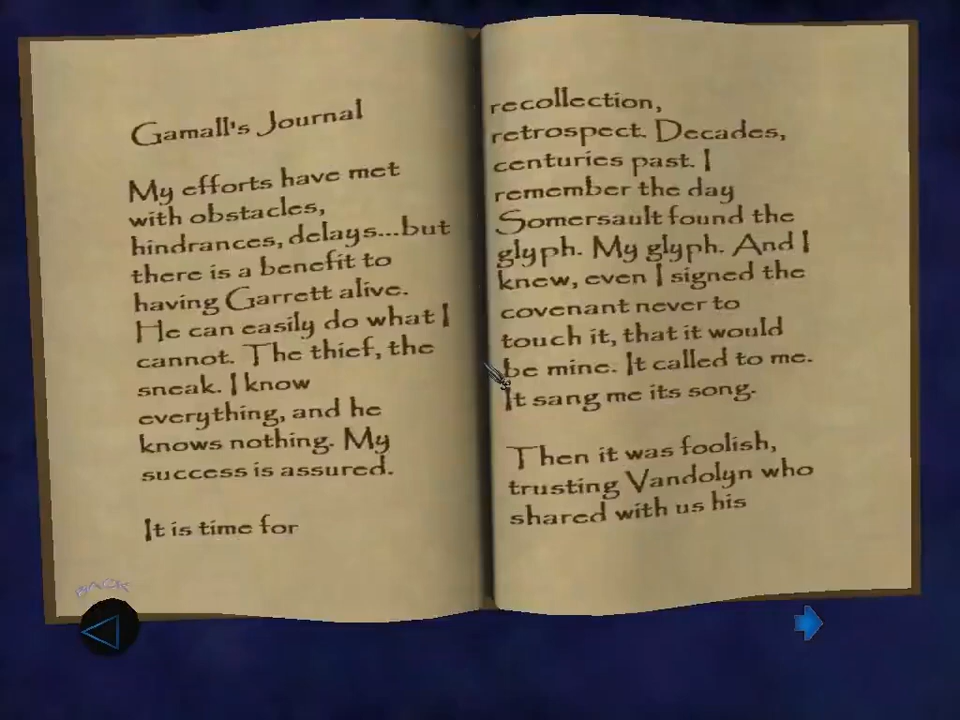 Gamall's Journal
My efforts have met
with obstacles,
hindrances, delays...but
there is a benefit to
having Garrett alive.
He can easily do what I
cannot. The thief, the
sneak. I know
everything, and he
knows nothing. My
success is assured.
It is time for
recollection,
retrospect. Decades,
centuries past. I
remember the day
Somersault found the
glyph. My glyph. And I
knew, even I signed the
covenant never to
touch it, that it would
be mine. It called to me.
It sang me its song.
Then it was foolish,
trusting Vandolyn who
shared with us his
BACK